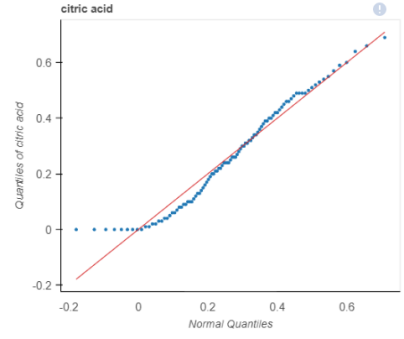 citric acid
!
0.6
0.4
0.2
0
-0.2
Quantiles of citric acid
-0.2 0 0.2 0.4 0.6
Normal Quantiles